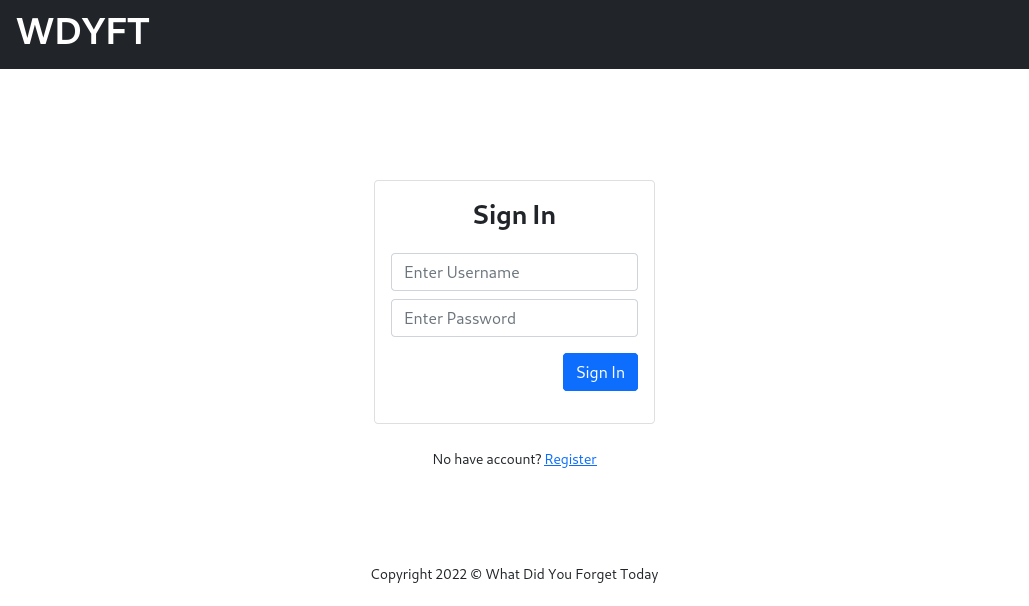 WDYFT
Sign In
Enter Username
Enter Password
Sign In
No have account? Register
Copyright 2022 © What Did You Forget Today